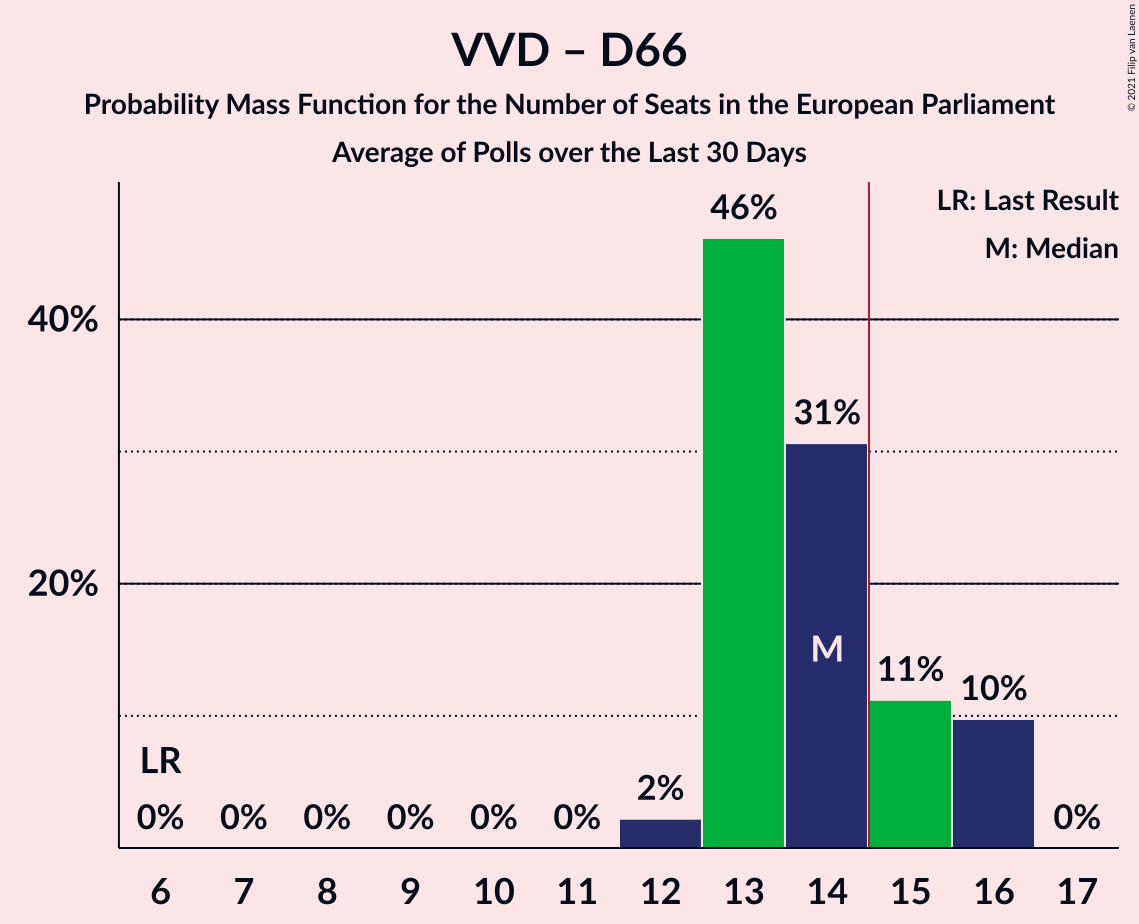 VVD – D66
Probability Mass Function for the Number of Seats in the European Parliament
Average of Polls over the Last 30 Days
© 2021 Filip van Laenen
LR: Last Result
M: Median
46%
40%
31%
20%
M
11%
10%
LR
2%
0% 0% 0% 0% 0% 0% 0%
6 7 8 9 10 11 12 13 14 15 16 17